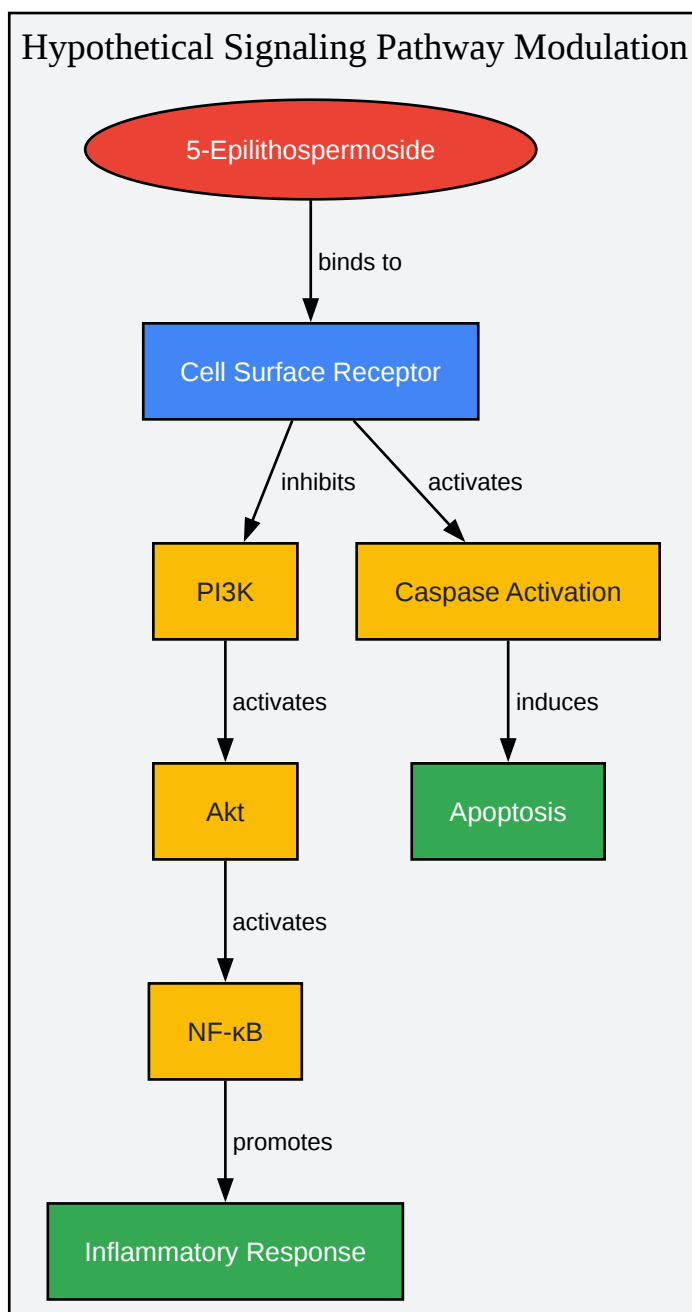 Hypothetical Signaling Pathway Modulation
5-Epilithospermoside
binds to
Cell Surface Receptor
inhibits
activates
PI3K
Caspase Activation
activates
induces
Akt
Apoptosis
activates
NF-κB
promotes
Inflammatory Response